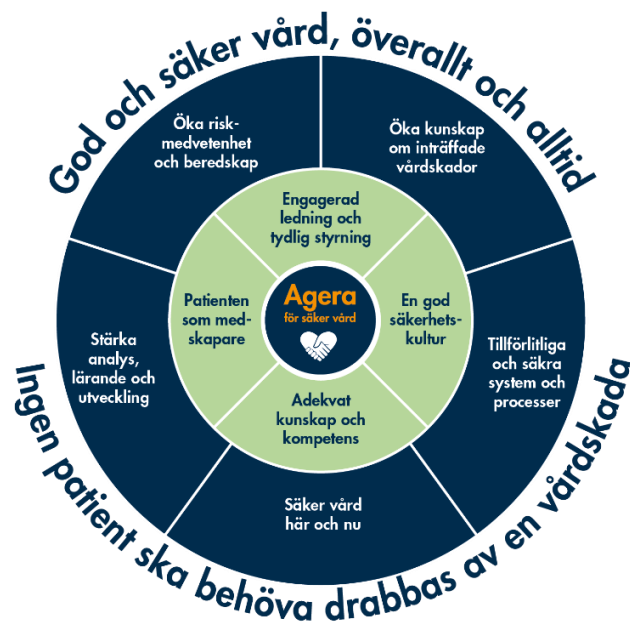 God och säker vård, överallt och alltid
Öka risk-
medvetenhet
och beredskap
Öka kunskap
om inträffade
vårdskador
Engagerad
ledning och
tydlig styrning
Patienten
som med-
skapare
Agera
för säker vård
En god
säkerhets-
kultur
Stärka
analys,
lärande och
utveckling
Tillförlitliga
och säkra
system och
processer
Adekvat
kunskap och
kompetens
Säker vård
här och nu
Ingen patient ska behöva drabbas av en vårdskada